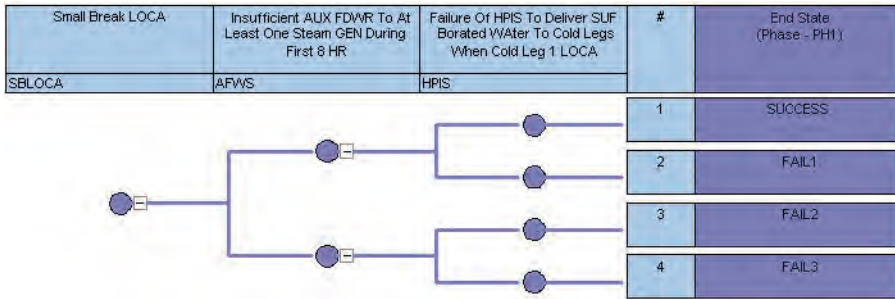 Small Break LOCA
Insufficient AUX FDWR To At
Least One Steam GEN During
First 8 HR
Failure Of HPIS To Deliver SUF
Borated WAter To Cold Legs
When Cold Leg 1 LOCA
#
End State
(Phase - PH1)
SBLOCA
AFWS
HPIS
1
SUCCESS
2
FAIL1
3
FAIL2
4
FAIL3